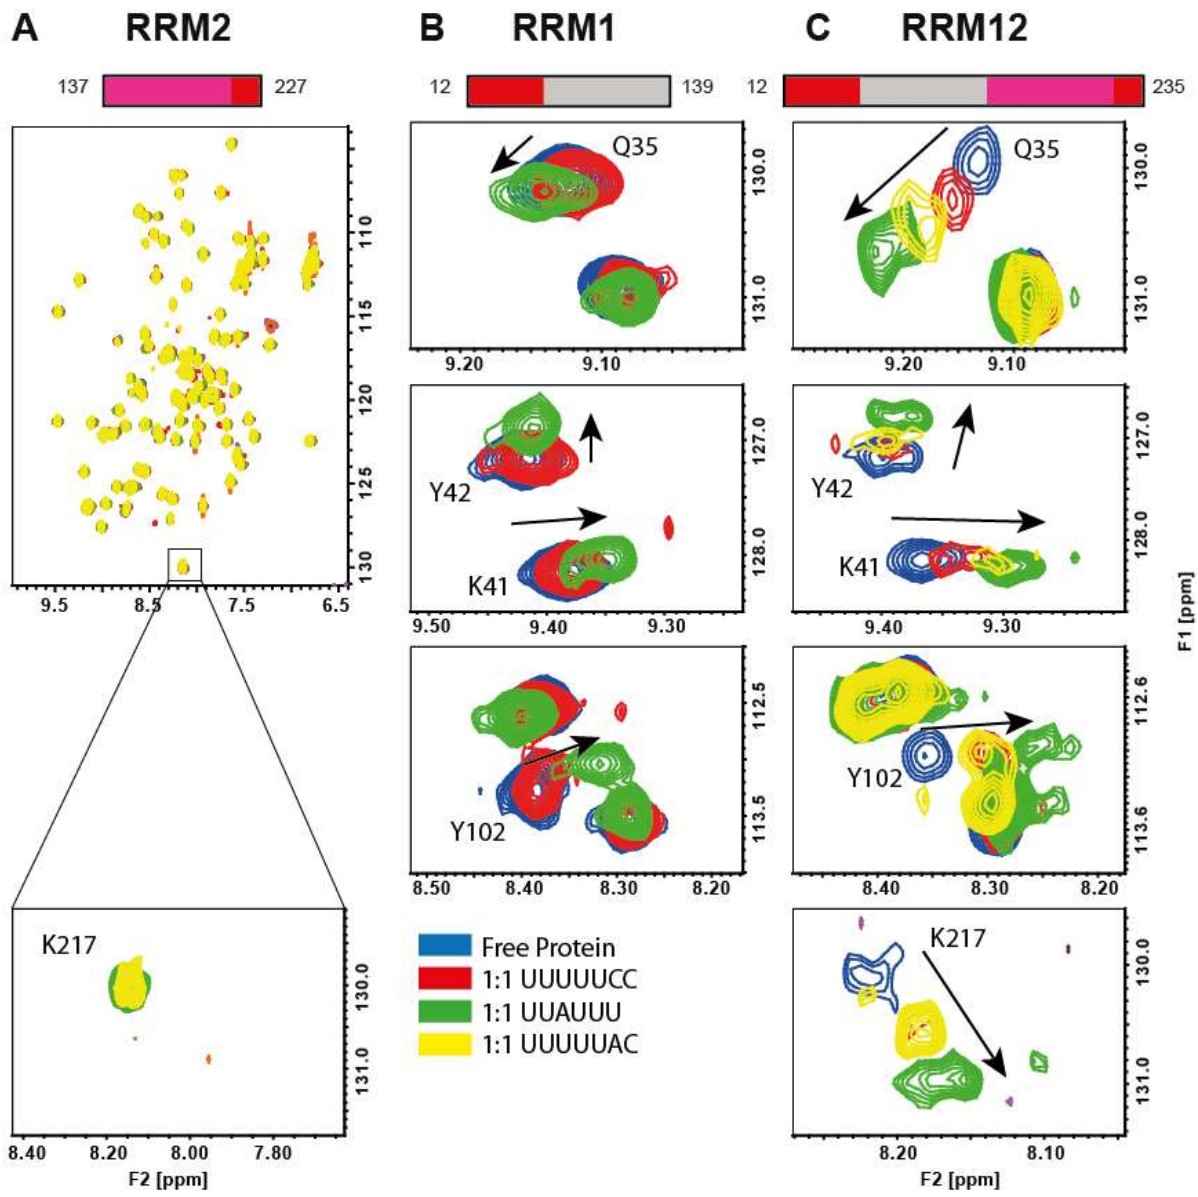 A RRM2
137 227
110
115
120
125
130
9.5 8.5 7.5 6.5
K217
130.0
131.0
8.40 8.20 8.00 7.80
F2 [ppm]
B RRM1
12 139
Q35
130.0
131.0
9.20 9.10
Y42
K41
127.0
128.0
9.50 9.40 9.30
Y102
112.5
113.5
8.50 8.40 8.30 8.20
Free Protein
1:1 UUUUUCC
1:1 UUAUUU
1:1 UUUUUAC
C RRM12
12 235
Q35
130.0
131.0
9.20 9.10
Y42
K41
127.0
128.0
9.40 9.30
Y102
112.6
113.6
8.40 8.30 8.20
K217
130.0
131.0
8.20 8.10
F2 [ppm]
F1 [ppm]